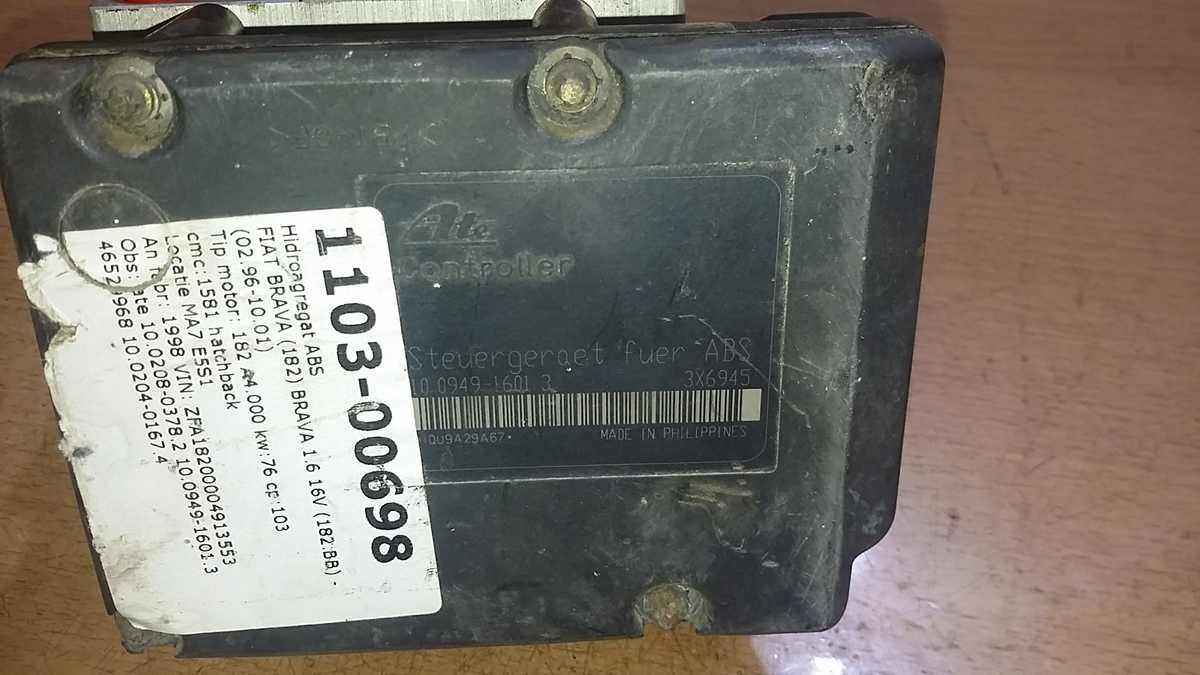 1103-00698
Hidroagregat ABS
FIAT BRAVA (182) BRAVA 1.6 16V (182.BB) -
(02.96-10.01)
Tip motor: 182 A4.000 kw:76 cp:103
cmc:1581 hatchback
Locatie MA7 E5S1
An fabr: 1998 VIN: ZFA18200004913553
Obs: ate 10.0208-0378.2 10.0949-1601.3
968 10.0204-0167.4
Ate
Controller
Steuergeraet fuer ABS
10.0949-1601.3 3X6945
QU9A29A67
MADE IN PHILIPPINES